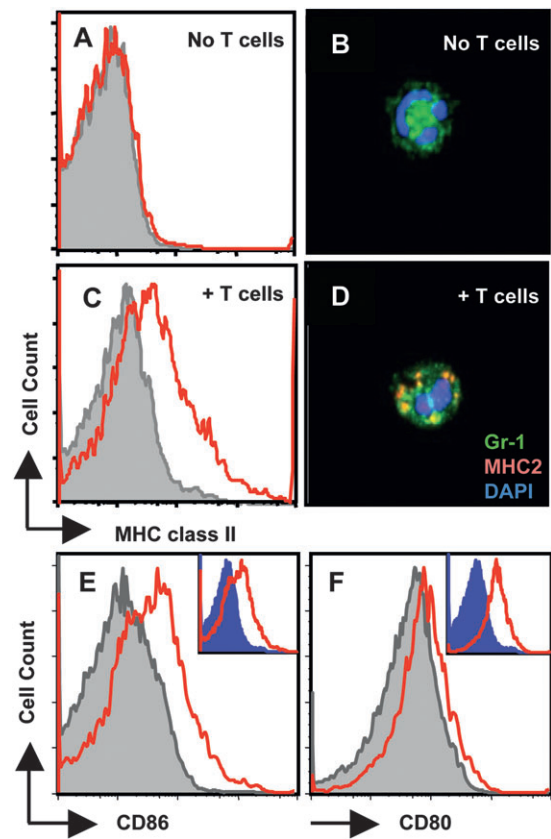 A
No T cells
B
No T cells
C
+ T cells
D
+ T cells
Gr-1
MHC2
DAPI
Cell Count
MHC class II
E
F
Cell Count
CD86
CD80